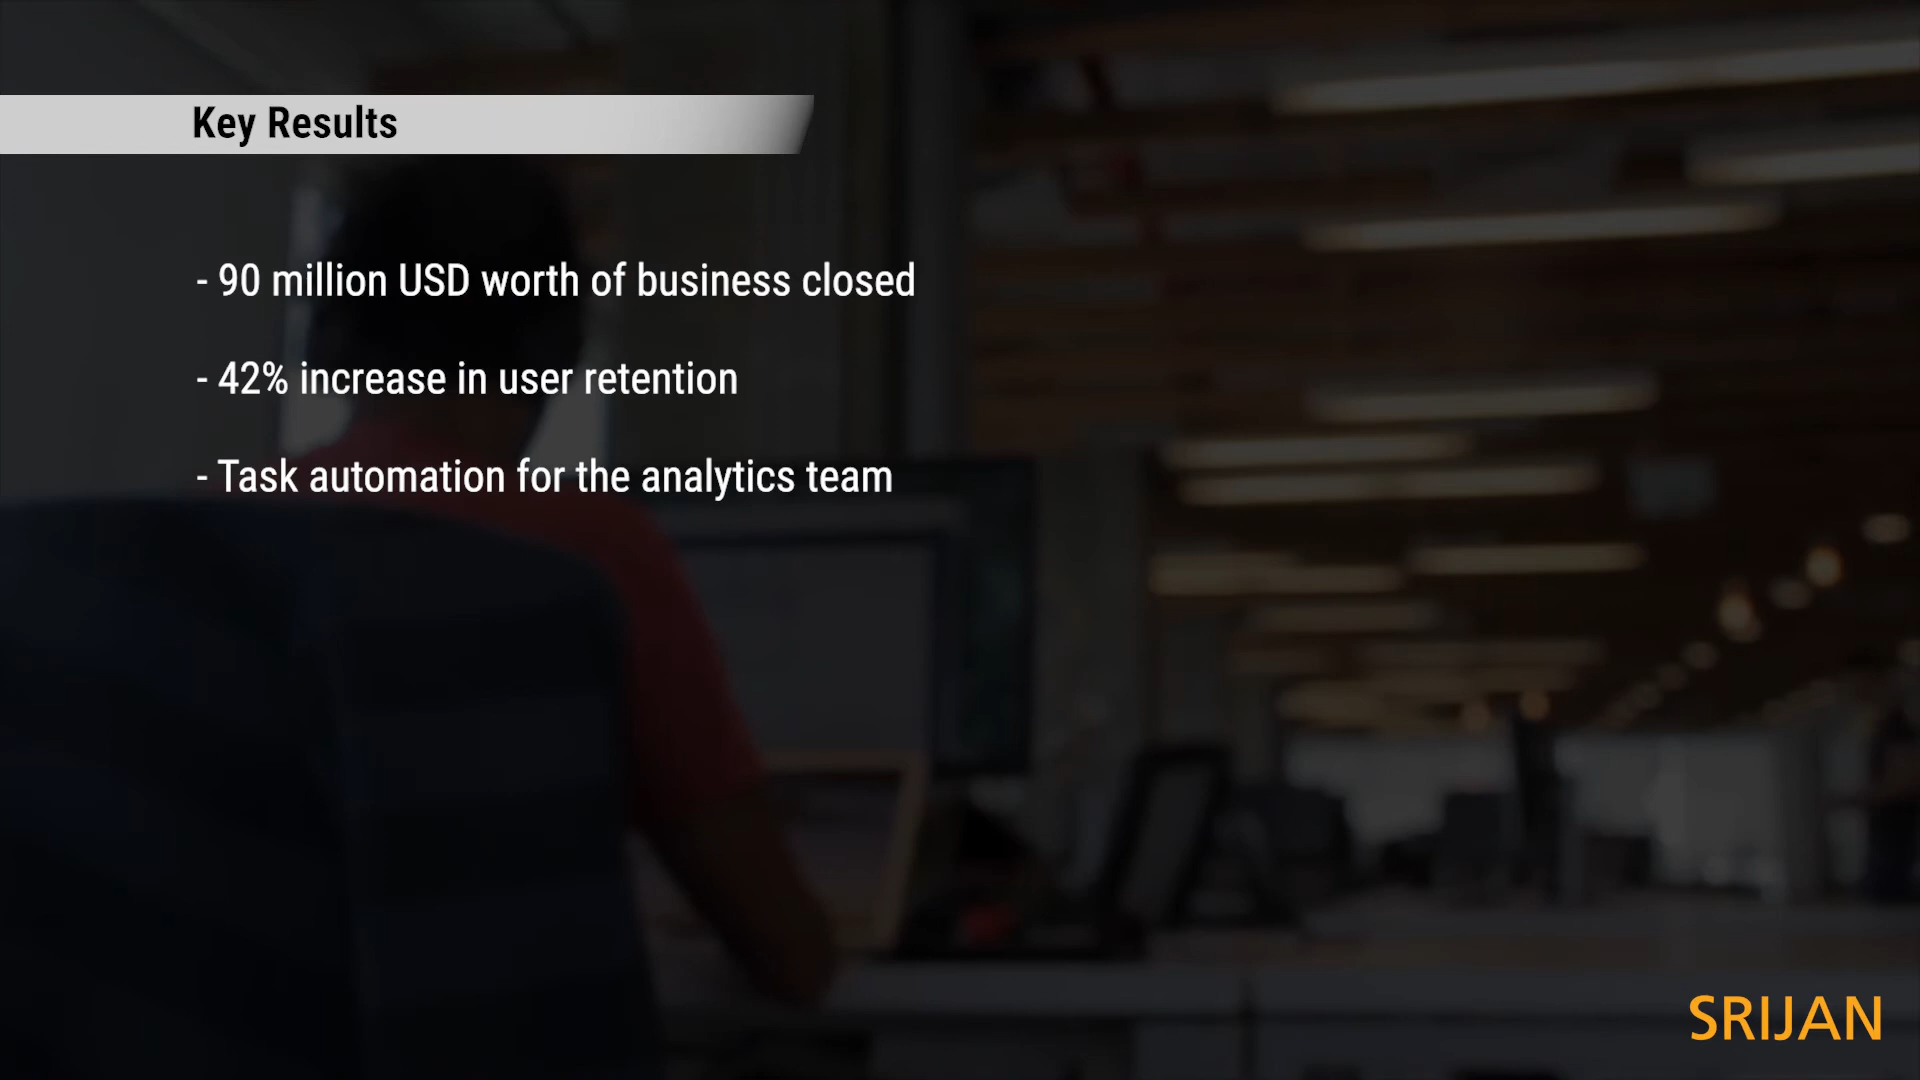 Key Results
- 90 million USD worth of business closed
- 42% increase in user retention
- Task automation for the analytics team
SRIJAN